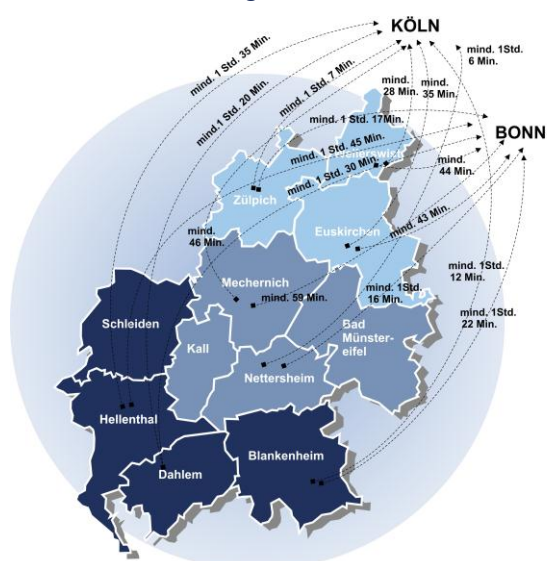 KÖLN
mind. 1 Std. 35 Min.
mind.1 Std. 20 Min.
mind. 1 Std. 7 Min.
mind.
28 Min.
mind.
35 Min.
mind. 1Std.
6 Min.
BONN
mind. 1 Std. 17Min.
mind. 1 Std. 45 Min.
mind. 1 Std. 30 Min.
mind.
44 Min.
Zülpich
Euskirchen
mind. 43 Min.
mind.
46 Min.
Mechernich
mind. 59 Min.
mind. 1Std.
16 Min.
mind. 1Std.
12 Min.
mind. 1Std.
22 Min.
Schleiden
Kall
Bad
Münster-
eifel
Nettersheim
Hellenthal
Dahlem
Blankenheim